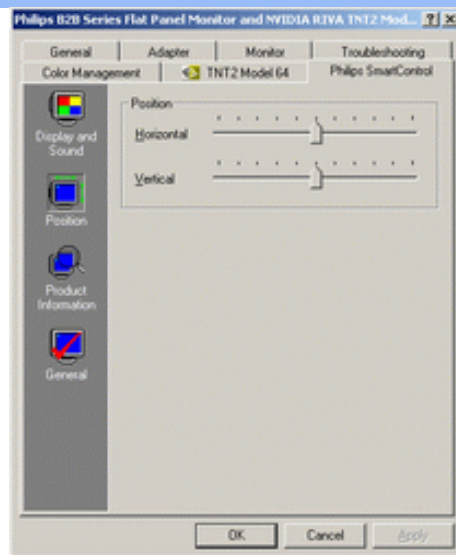 Philips B2B Series Flat Panel Monitor and NVIDIA RIVA TNT2 Mod...
General Adapter Monitor Troubleshooting
Color Management TNT2 Model 64 Philips SmartControl
Display and
Sound
Position
Product
Information
General
Position
Horizontal
Vertical
OK Cancel Apply